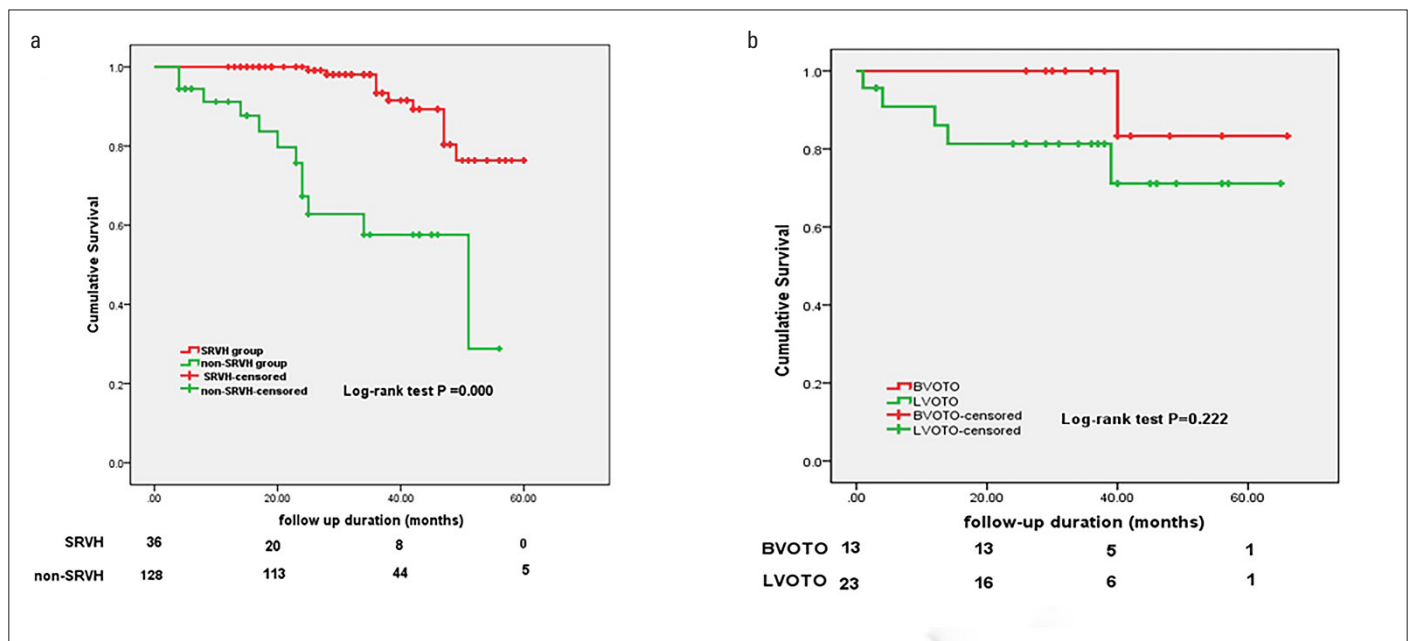 a
1.0
0.8
0.6
0.4
0.2
0.0
Cumulative Survival
SRVH group
non-SRVH group
SRVH-censored
non-SRVH-censored
Log-rank test P =0.000
.00 20.00 40.00 60.00
follow up duration (months)
SRVH 36 20 8 0
non-SRVH 128 113 44 5
b
1.0
0.8
0.6
0.4
0.2
0.0
Cumulative Survival
BVOTO
LVOTO
BVOTO-censored
LVOTO-censored
Log-rank test P=0.222
.00 20.00 40.00 60.00
follow-up duration (months)
BVOTO 13 13 5 1
LVOTO 23 16 6 1